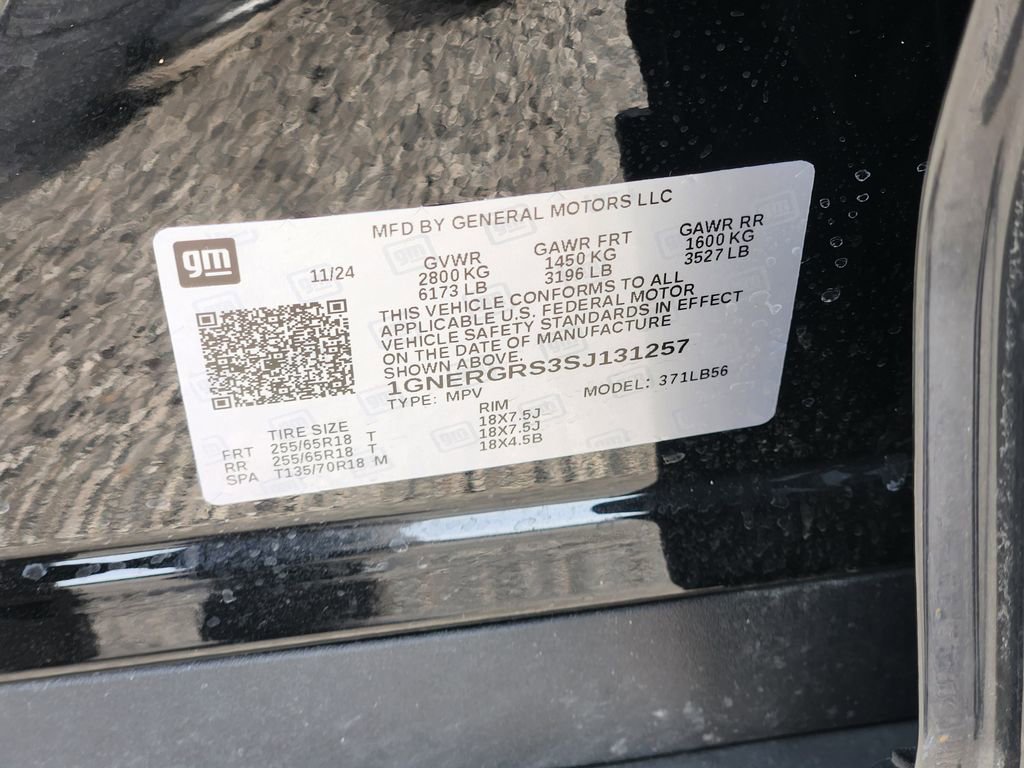 MFD BY GENERAL MOTORS LLC
gm
11/24
GVWR GAWR FRT GAWR RR
2800 KG 1450 KG 1600 KG
6173 LB 3196 LB 3527 LB
THIS VEHICLE CONFORMS TO ALL
APPLICABLE U.S. FEDERAL MOTOR
VEHICLE SAFETY STANDARDS IN EFFECT
ON THE DATE OF MANUFACTURE
SHOWN ABOVE.
1GNERGRS3SJ131257
TYPE: MPV MODEL: 371LB56
TIRE SIZE RIM
FRT 255/65R18 T 18X7.5J
RR 255/65R18 T 18X7.5J
SPA T135/70R18 M 18X4.5B